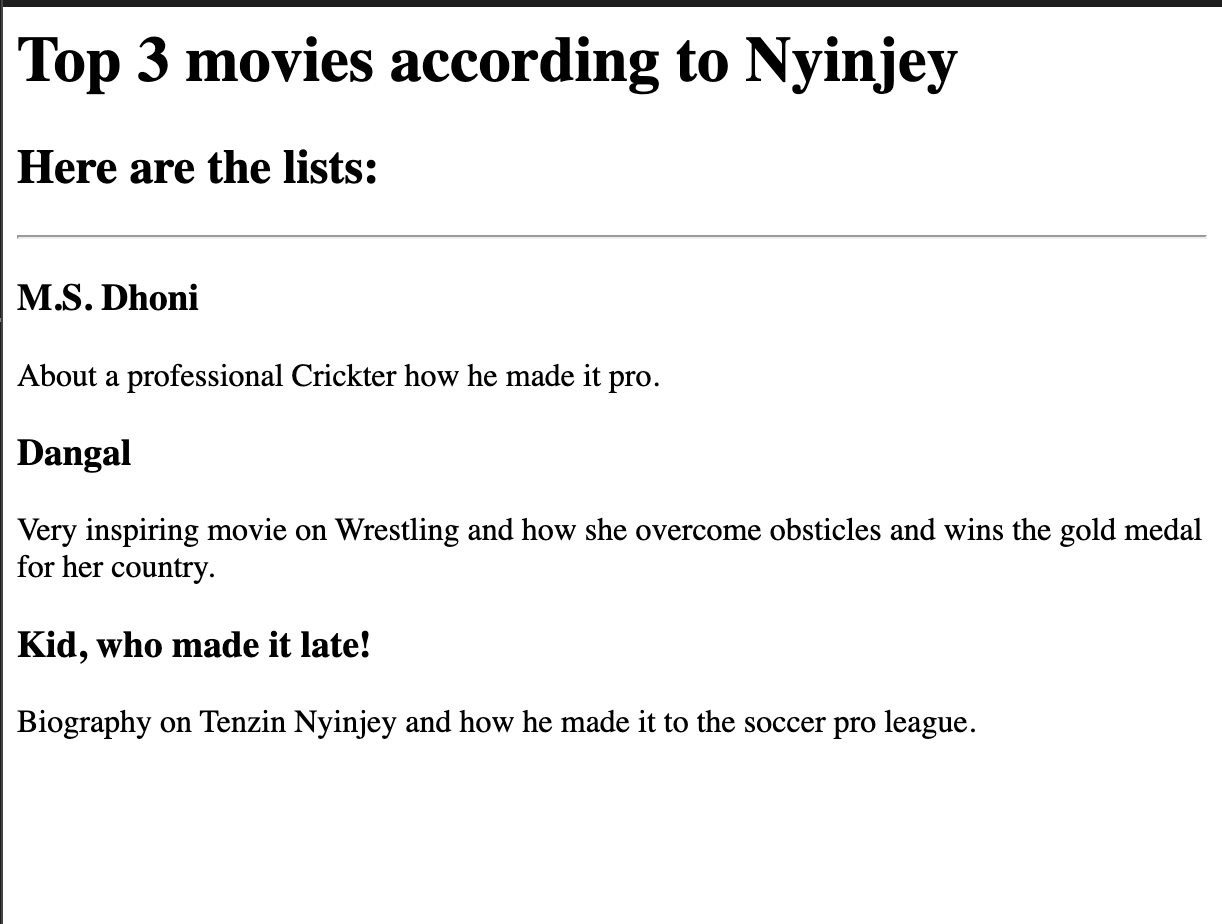 Top 3 movies according to Nyinjey
Here are the lists:
M.S. Dhoni
About a professional Crickter how he made it pro.
Dangal
Very inspiring movie on Wrestling and how she overcome obsticles and wins the gold medal
for her country.
Kid, who made it late!
Biography on Tenzin Nyinjey and how he made it to the soccer pro league.